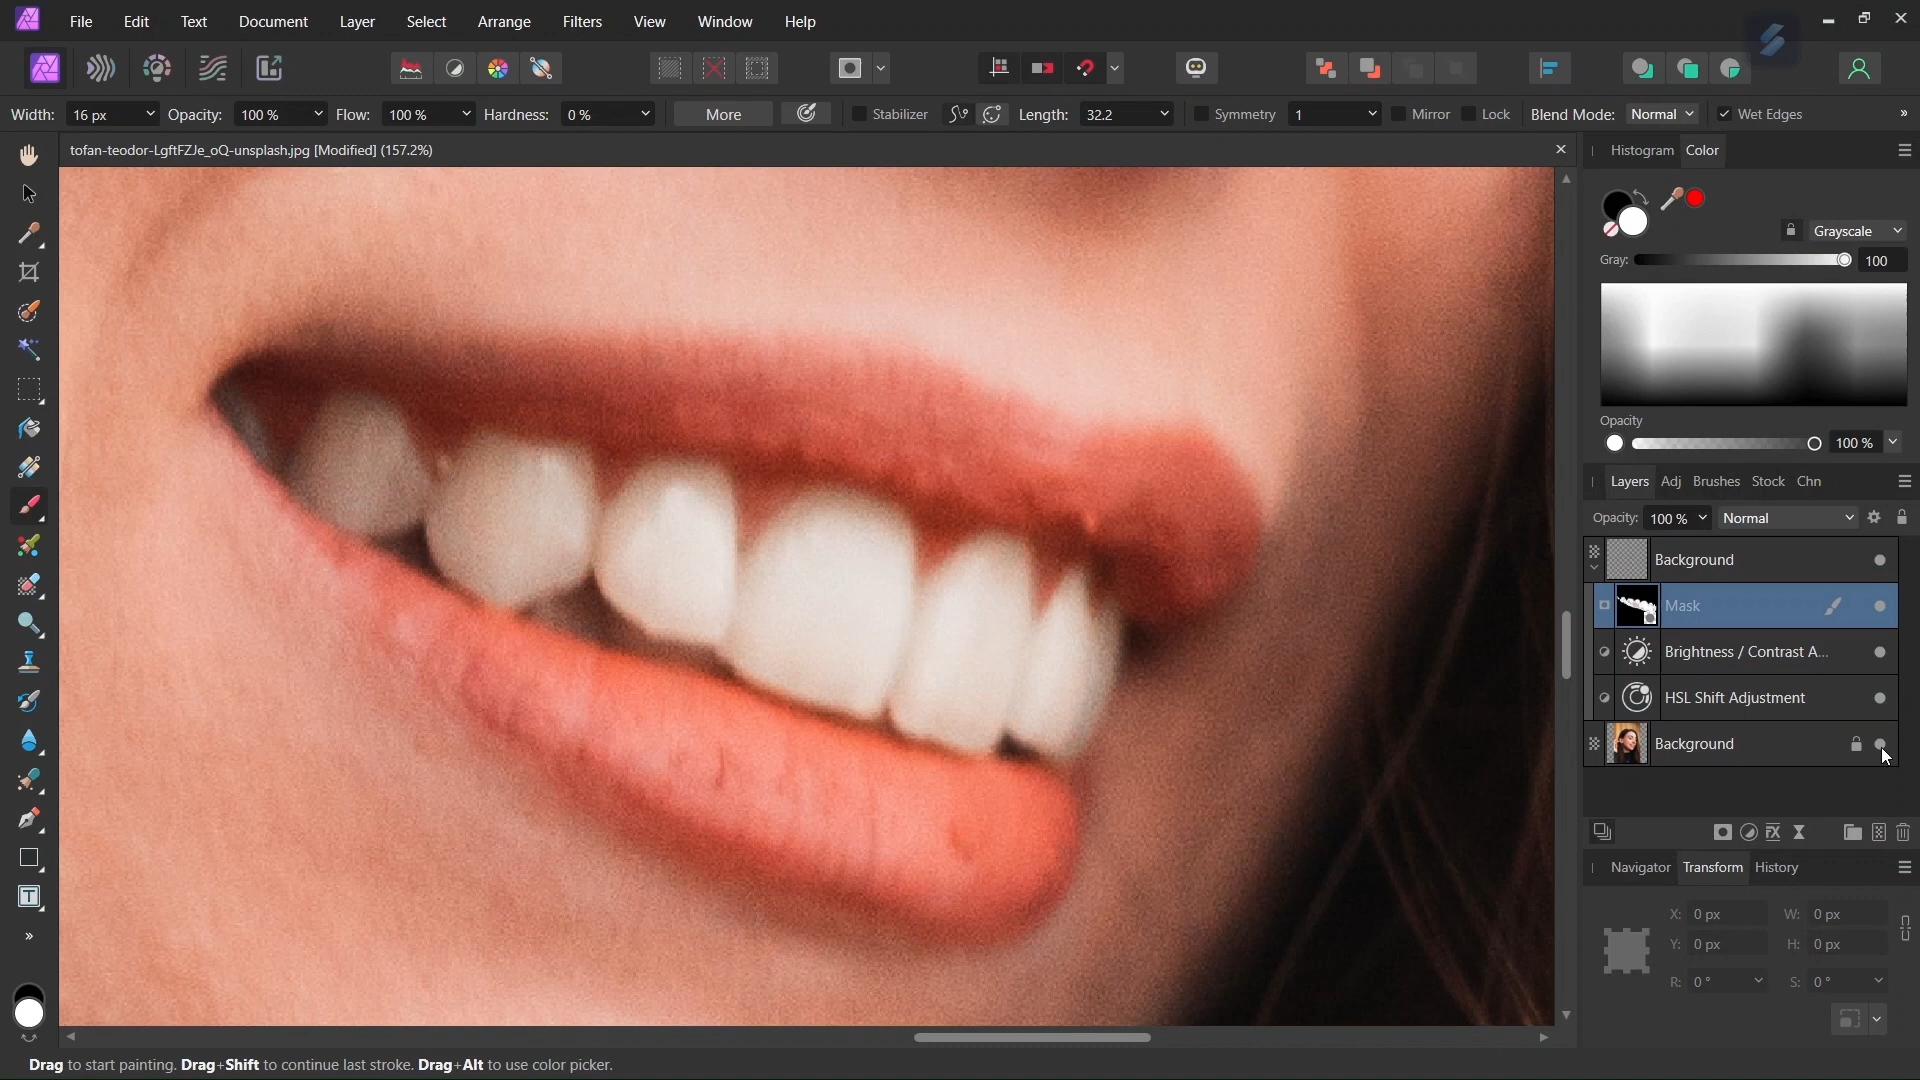 File Edit Text Document Layer Select Arrange Filters View Window Help
Width: 16 px Opacity: 100 % Flow: 100 % Hardness: 0 % More Stabilizer Length: 32.2 Symmetry 1 Mirror Lock Blend Mode: Normal Wet Edges »
tofan-teodor-LgftFZJe_oQ-unsplash.jpg [Modified] (157.2%)
Histogram Color
Grayscale
Gray: 100
Opacity
100 %
Layers Adj Brushes Stock Chn
Opacity: 100 % Normal
Background
Mask
Brightness / Contrast A...
HSL Shift Adjustment
Background
Navigator Transform History
X: 0 px W: 0 px
Y: 0 px H: 0 px
R: 0 ° S: 0 °
Drag to start painting. Drag+Shift to continue last stroke. Drag+Alt to use color picker.